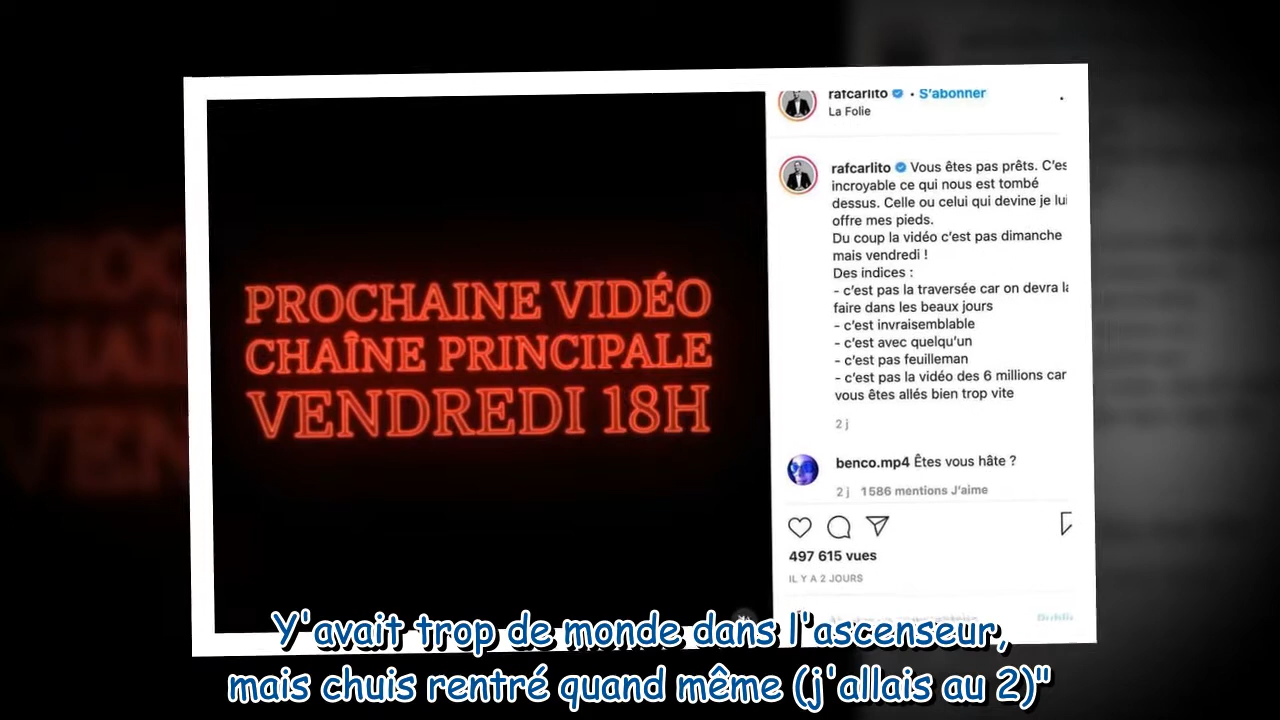 PROCHAINE VIDÉO
CHAÎNE PRINCIPALE
VENDREDI 18H
rafcarlito • S'abonner
La Folie
rafcarlito Vous êtes pas prêts. C'es
incroyable ce qui nous est tombé
dessus. Celle ou celui qui devine je lui
offre mes pieds.
Du coup la vidéo c'est pas dimanche
mais vendredi !
Des indices :
- c'est pas la traversée car on devra la
faire dans les beaux jours
- c'est invraisemblable
- c'est avec quelqu'un
- c'est pas feuilleman
- c'est pas la vidéo des 6 millions car
vous êtes allés bien trop vite
2 j
benco.mp4 Êtes vous hâte ?
2 j 1 586 mentions J'aime
497 615 vues
IL Y A 2 JOURS
Y'avait trop de monde dans l'ascenseur,
mais chuis rentré quand même (j'allais au 2)"